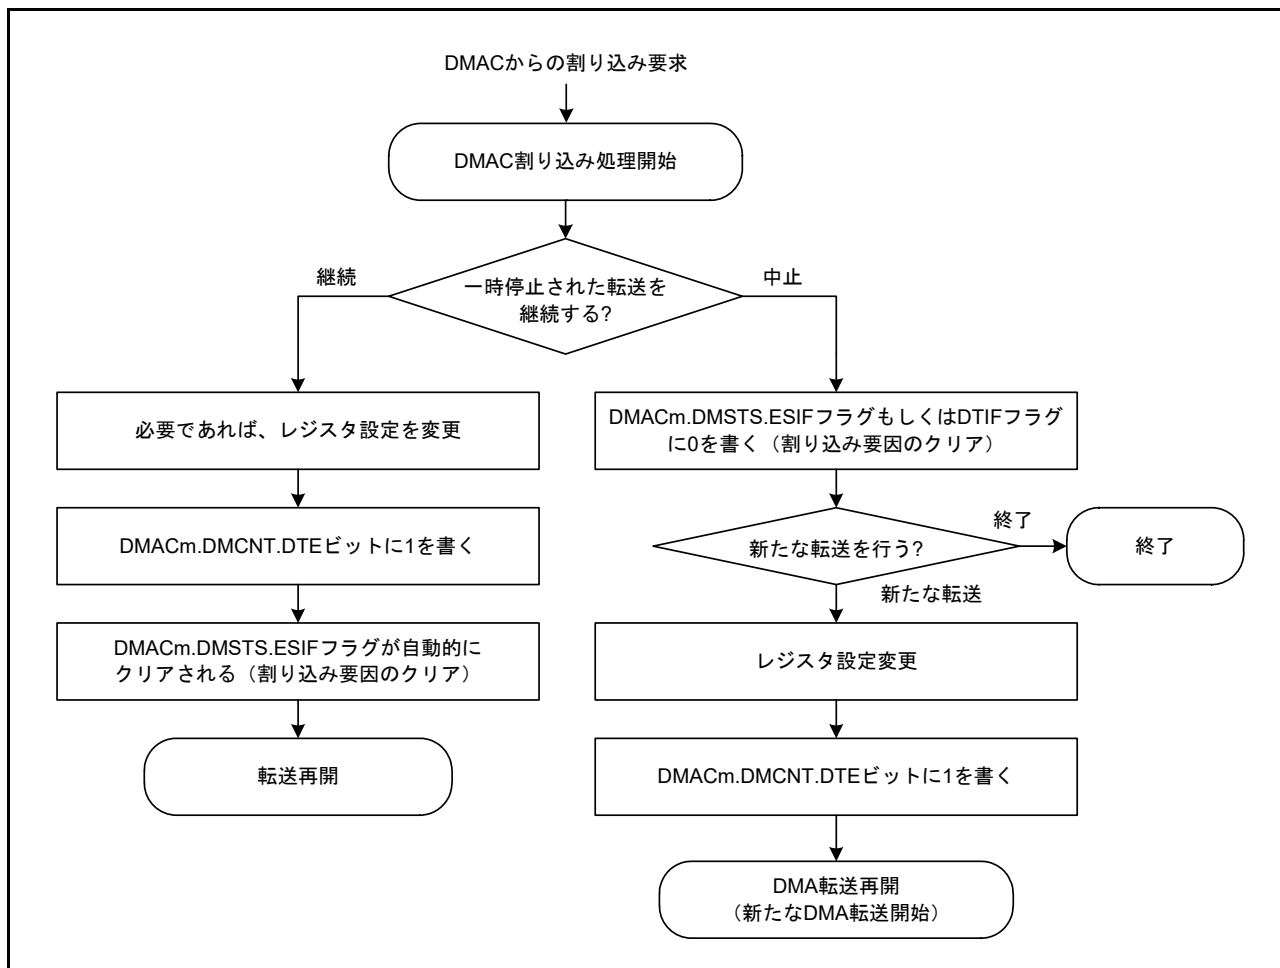 DMACからの割り込み要求
DMAC割り込み処理開始
一時停止された転送を
継続する?
継続
中止
必要であれば、レジスタ設定を変更
DMACm.DMCNT.DTEビットに1を書く
DMACm.DMSTS.ESIFフラグが自動的に
クリアされる（割り込み要因のクリア）
転送再開
DMACm.DMSTS.ESIFフラグもしくはDTIFフラグ
に0を書く（割り込み要因のクリア）
新たな転送を行う?
終了
終了
新たな転送
レジスタ設定変更
DMACm.DMCNT.DTEビットに1を書く
DMA転送再開
（新たなDMA転送開始）